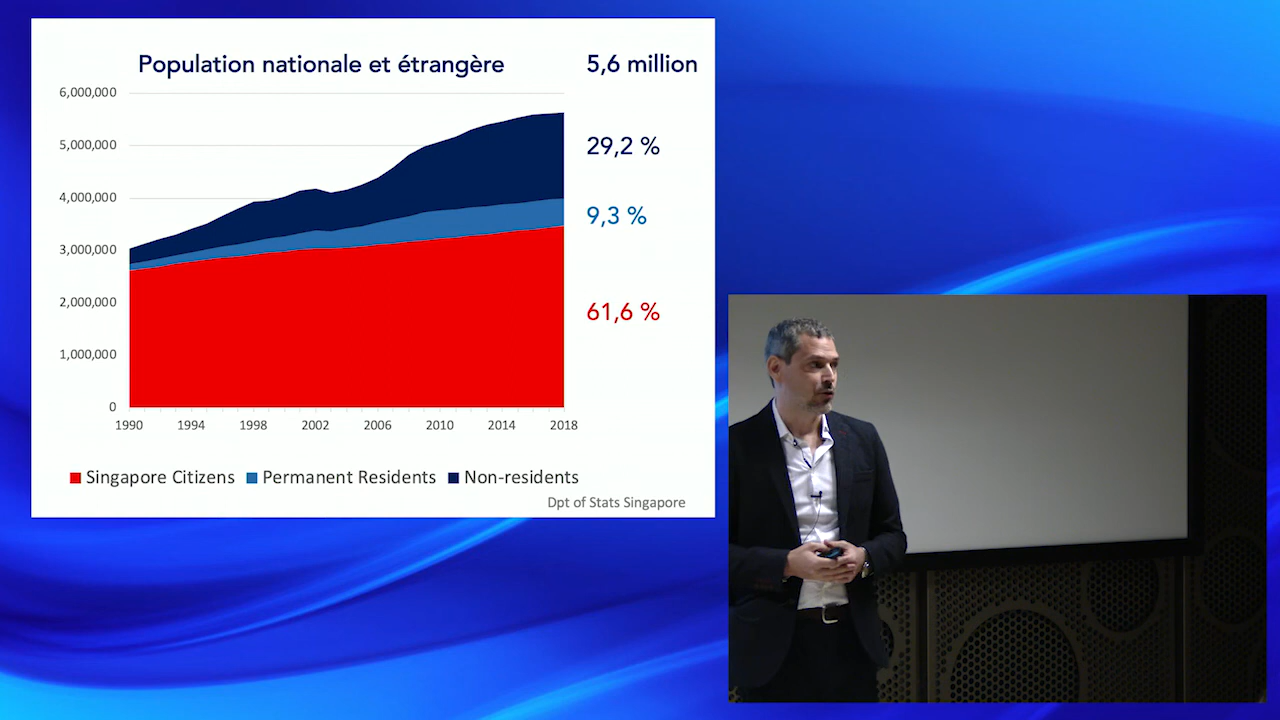 Population nationale et étrangère
5,6 million
6,000,000
5,000,000
4,000,000
3,000,000
2,000,000
1,000,000
0
29,2 %
9,3 %
61,6 %
1990 1994 1998 2002 2006 2010 2014 2018
Singapore Citizens Permanent Residents Non-residents
Dpt of Stats Singapore